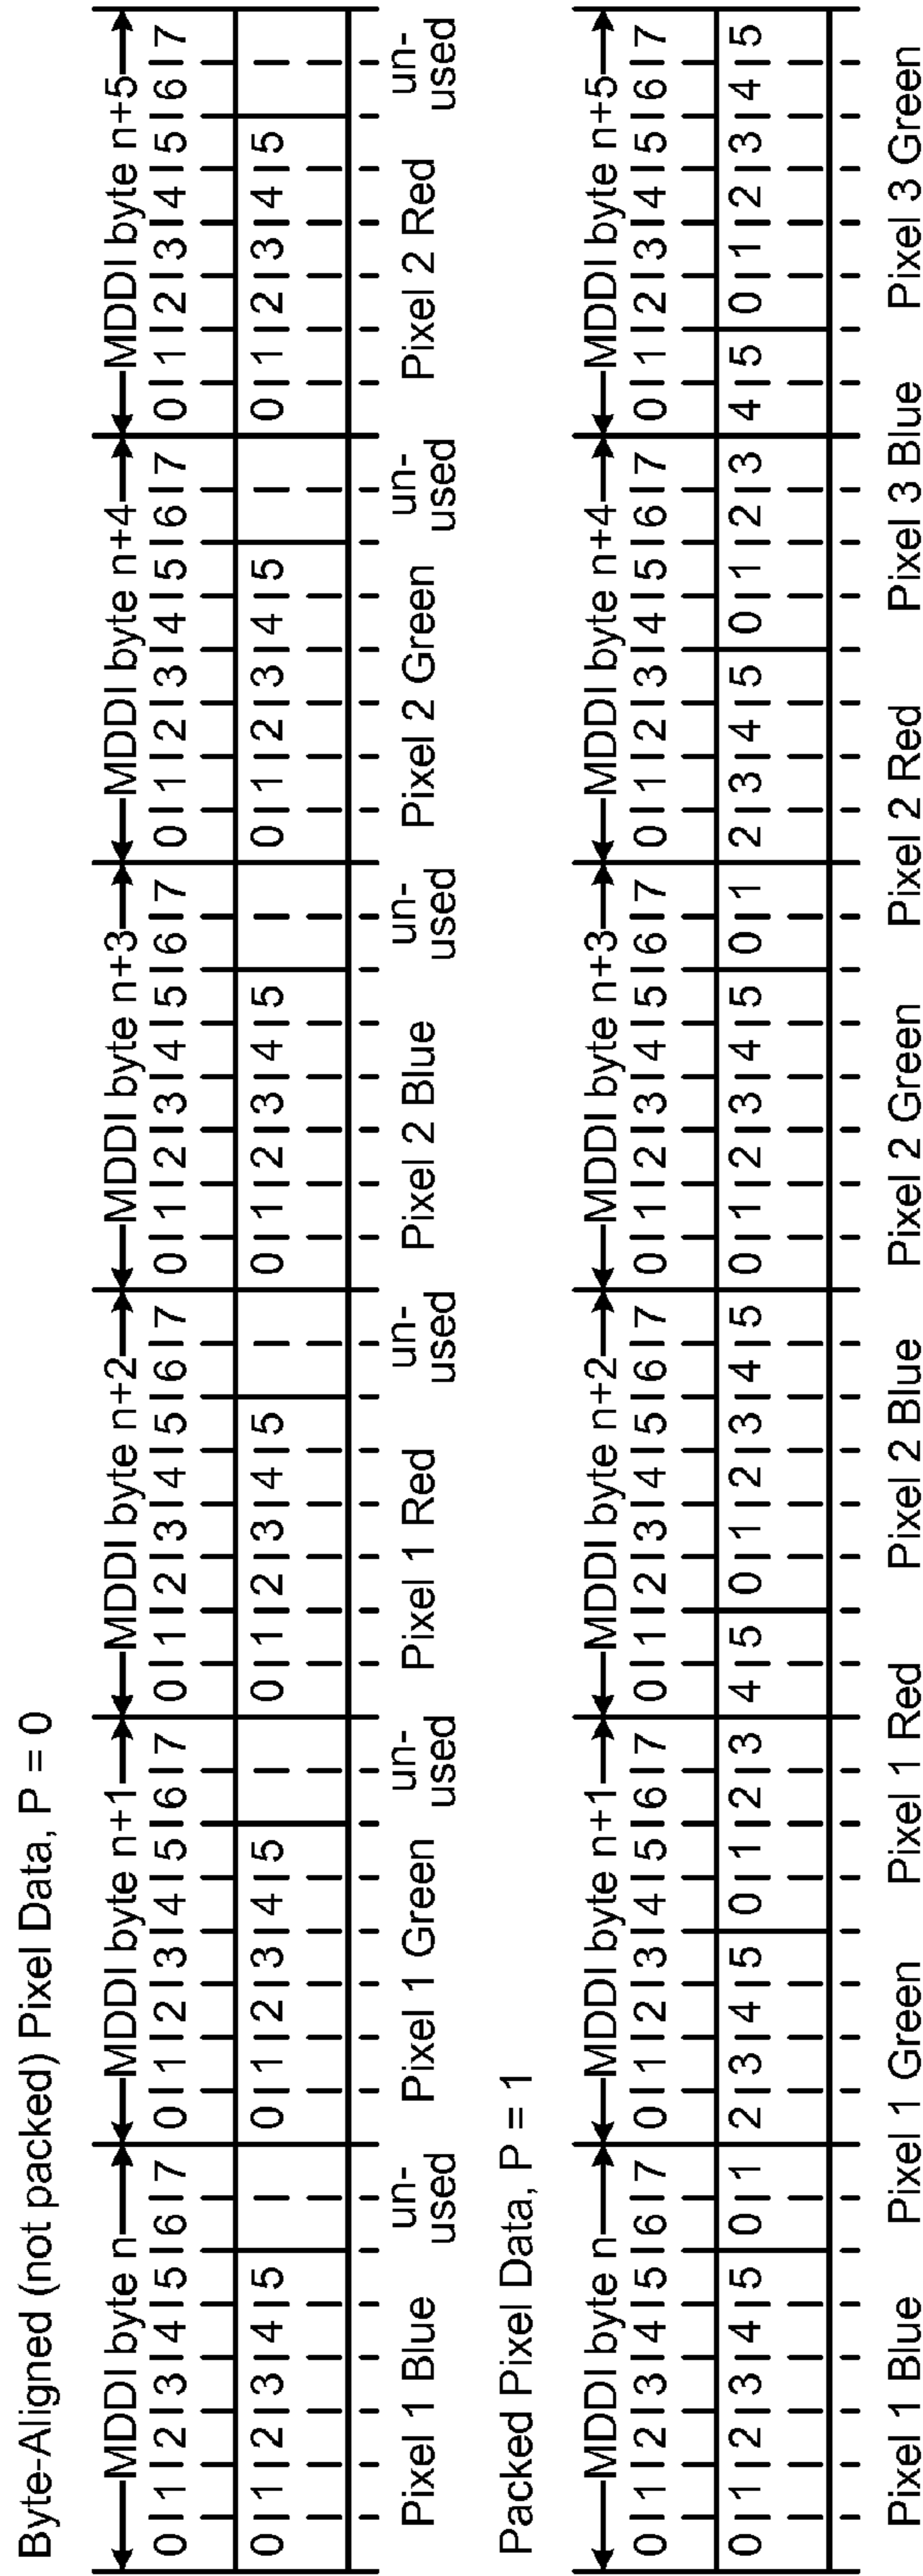 Byte-Aligned (not packed) Pixel Data, P = 0
MDDI byte n MDDI byte n+1 MDDI byte n+2 MDDI byte n+3 MDDI byte n+4 MDDI byte n+5
0 1 2 3 4 5 6 7 0 1 2 3 4 5 6 7 0 1 2 3 4 5 6 7 0 1 2 3 4 5 6 7 0 1 2 3 4 5 6 7 0 1 2 3 4 5 6 7
0 1 2 3 4 5 0 1 2 3 4 5 0 1 2 3 4 5 0 1 2 3 4 5 0 1 2 3 4 5 0 1 2 3 4 5
Pixel 1 Blue un-used Pixel 1 Green un-used Pixel 1 Red un-used Pixel 2 Blue un-used Pixel 2 Green un-used Pixel 2 Red un-used
Packed Pixel Data, P = 1
MDDI byte n MDDI byte n+1 MDDI byte n+2 MDDI byte n+3 MDDI byte n+4 MDDI byte n+5
0 1 2 3 4 5 6 7 0 1 2 3 4 5 6 7 0 1 2 3 4 5 6 7 0 1 2 3 4 5 6 7 0 1 2 3 4 5 6 7 0 1 2 3 4 5 6 7
0 1 2 3 4 5 0 1 2 3 4 5 0 1 2 3 4 5 0 1 2 3 4 5 0 1 2 3 4 5 0 1 2 3 4 5 0 1 2 3 4 5 0 1 2 3 4 5
Pixel 1 Blue Pixel 1 Green Pixel 1 Red Pixel 2 Blue Pixel 2 Green Pixel 2 Red Pixel 3 Blue Pixel 3 Green